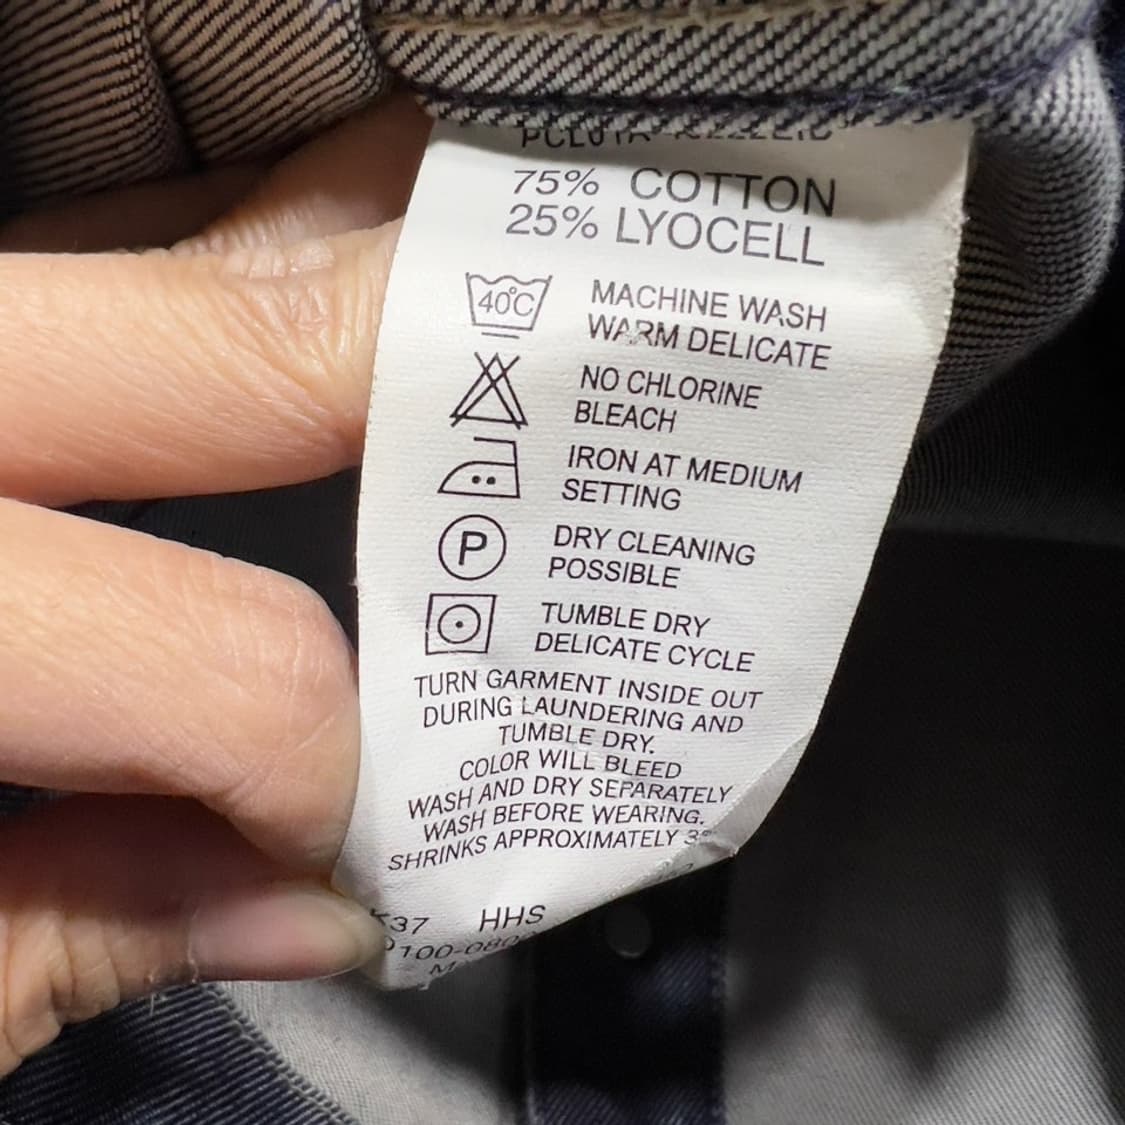 75% COTTON
25% LYOCELL
40°C
MACHINE WASH
WARM DELICATE
NO CHLORINE
BLEACH
IRON AT MEDIUM
SETTING
P
DRY CLEANING
POSSIBLE
TUMBLE DRY
DELICATE CYCLE
TURN GARMENT INSIDE OUT
DURING LAUNDERING AND
TUMBLE DRY.
COLOR WILL BLEED
WASH AND DRY SEPARATELY
WASH BEFORE WEARING.
SHRINKS APPROXIMATELY 3%
37 HHS